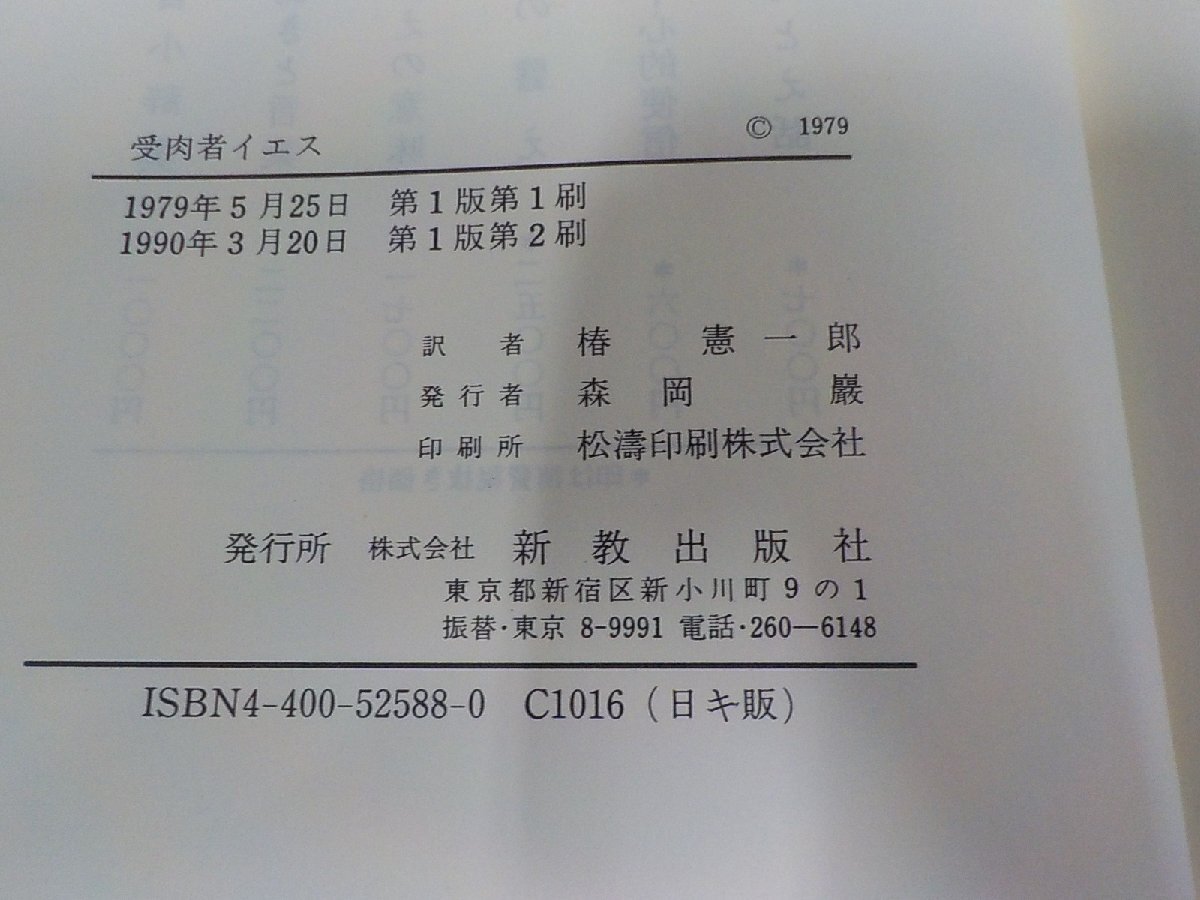 受肉者イエス
© 1979
1979年5月25日 第1版第1刷
1990年3月20日 第1版第2刷
訳者 椿 憲一郎
発行者 森岡 巖
印刷所 松濤印刷株式会社
発行所 株式会社 新教出版社
東京都新宿区新小川町9の1
振替・東京 8-9991 電話・260―6148
ISBN4-400-52588-0 C1016（日キ販）